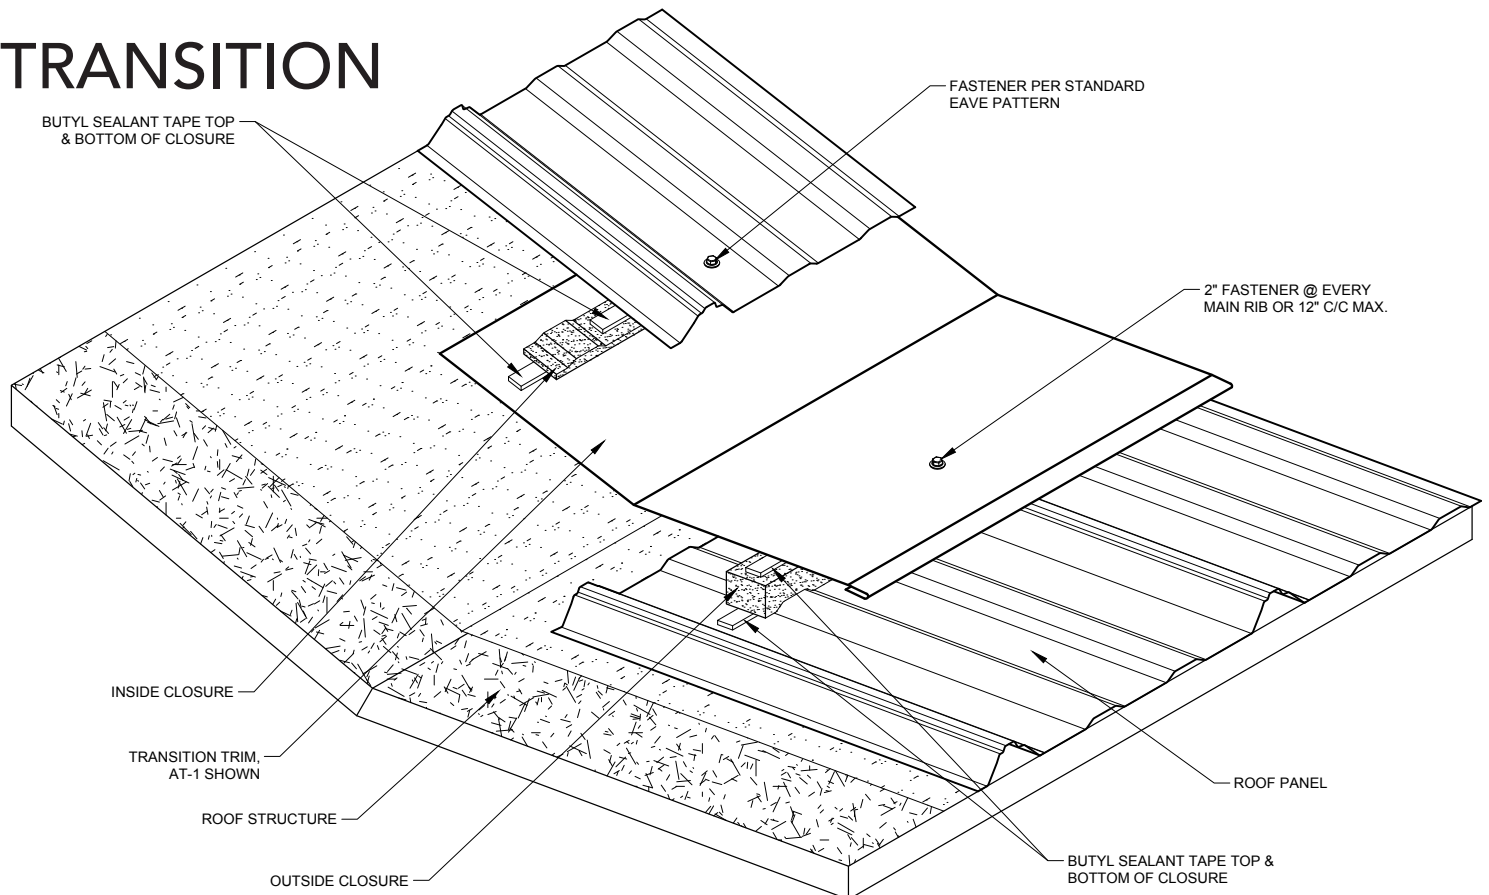 TRANSITION
BUTYL SEALANT TAPE TOP
& BOTTOM OF CLOSURE
FASTENER PER STANDARD
EAVE PATTERN
2" FASTENER @ EVERY
MAIN RIB OR 12" C/C MAX.
INSIDE CLOSURE
TRANSITION TRIM,
AT-1 SHOWN
ROOF STRUCTURE
OUTSIDE CLOSURE
ROOF PANEL
BUTYL SEALANT TAPE TOP &
BOTTOM OF CLOSURE